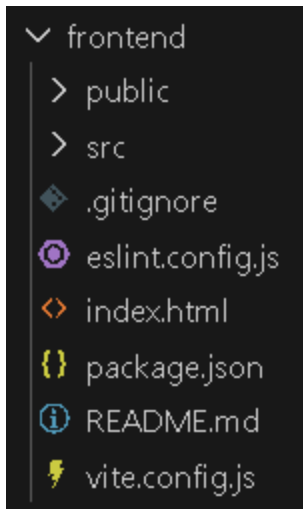 frontend
public
src
.gitignore
eslint.config.js
index.html
package.json
README.md
vite.config.js